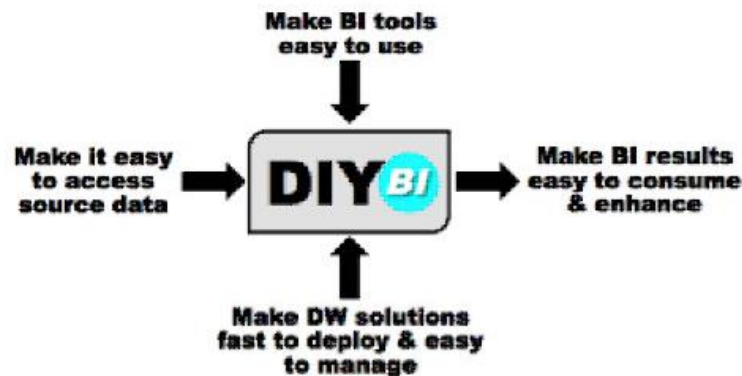 Make BI tools
easy to use
Make it easy
to access
source data
DIY BI
Make BI results
easy to consume
& enhance
Make DW solutions
fast to deploy & easy
to manage